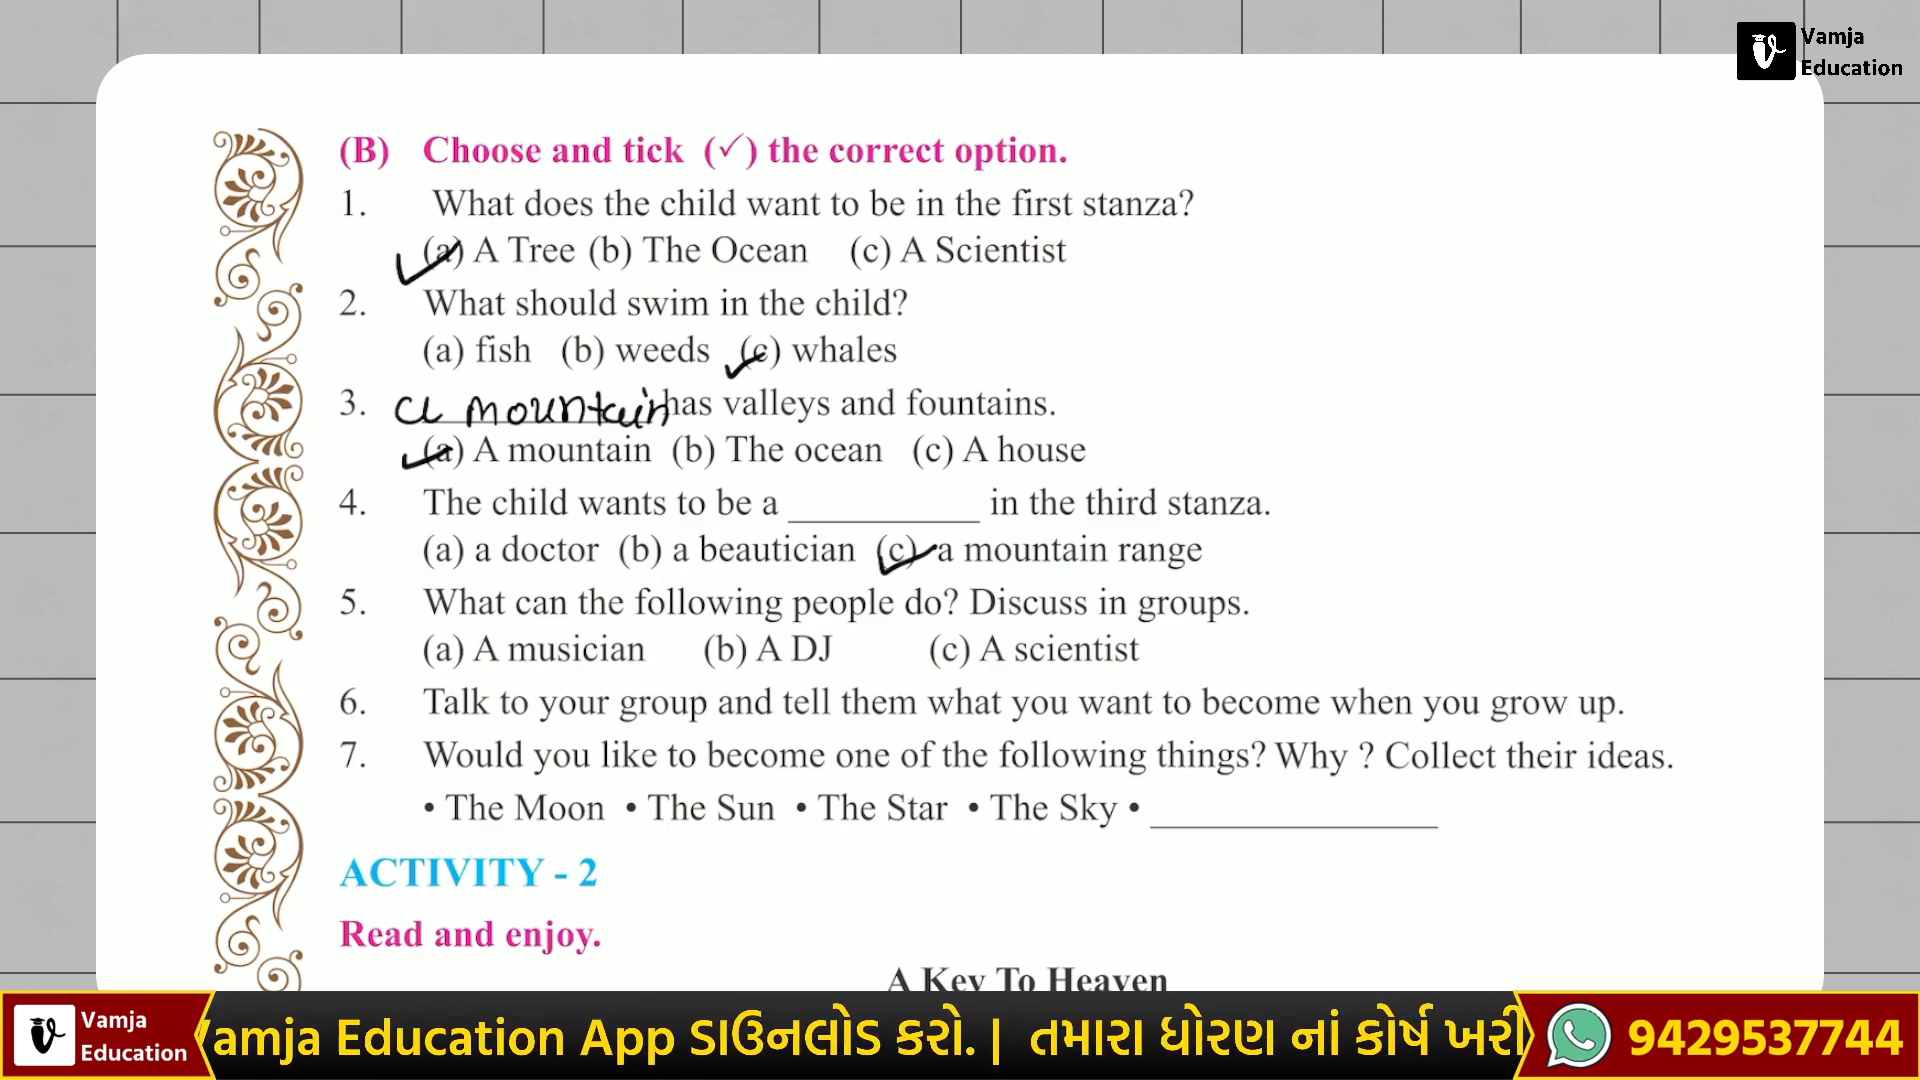 Vamja
Education
(B) Choose and tick (✓) the correct option.
1. What does the child want to be in the first stanza?
(a) A Tree (b) The Ocean (c) A Scientist
2. What should swim in the child?
(a) fish (b) weeds (c) whales
3. a mountain has valleys and fountains.
(a) A mountain (b) The ocean (c) A house
4. The child wants to be a __________ in the third stanza.
(a) a doctor (b) a beautician (c) a mountain range
5. What can the following people do? Discuss in groups.
(a) A musician (b) A DJ (c) A scientist
6. Talk to your group and tell them what you want to become when you grow up.
7. Would you like to become one of the following things? Why ? Collect their ideas.
• The Moon • The Sun • The Star • The Sky • _______________
ACTIVITY - 2
Read and enjoy.
A Key To Heaven
Vamja
Education
Vamja Education App ડાઉનલોડ કરો. | તમારા ધોરણ નાં કોર્ષ ખરી
9429537744